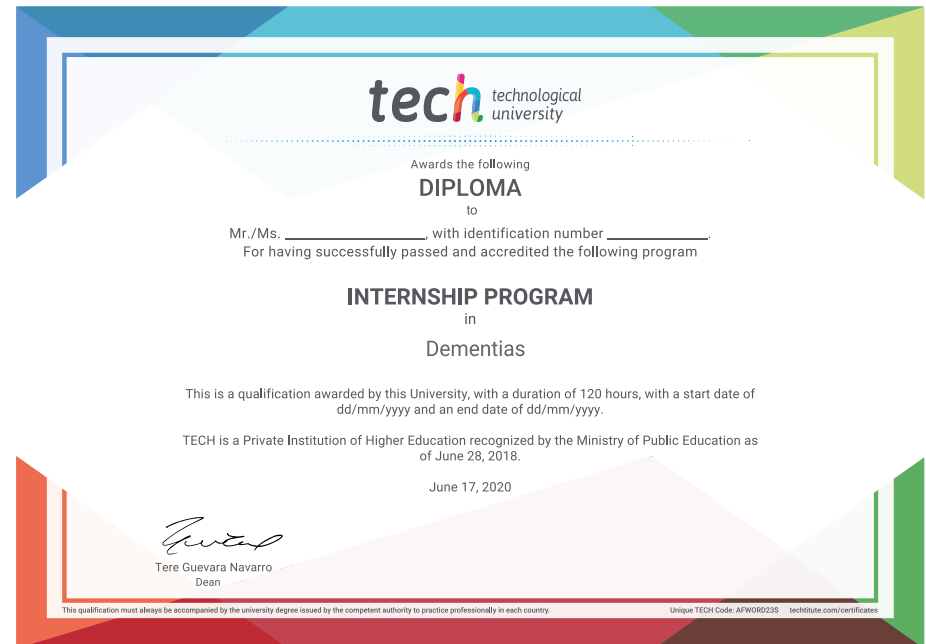 tech technological
university
Awards the following
DIPLOMA
to
Mr./Ms. ____________________, with identification number ______________.
For having successfully passed and accredited the following program
INTERNSHIP PROGRAM
in
Dementias
This is a qualification awarded by this University, with a duration of 120 hours, with a start date of
dd/mm/yyyy and an end date of dd/mm/yyyy.
TECH is a Private Institution of Higher Education recognized by the Ministry of Public Education as
of June 28, 2018.
June 17, 2020
Tere Guevara Navarro
Dean
This qualification must always be accompanied by the university degree issued by the competent authority to practice professionally in each country.
Unique TECH Code: AFWORD23S techtitute.com/certificates